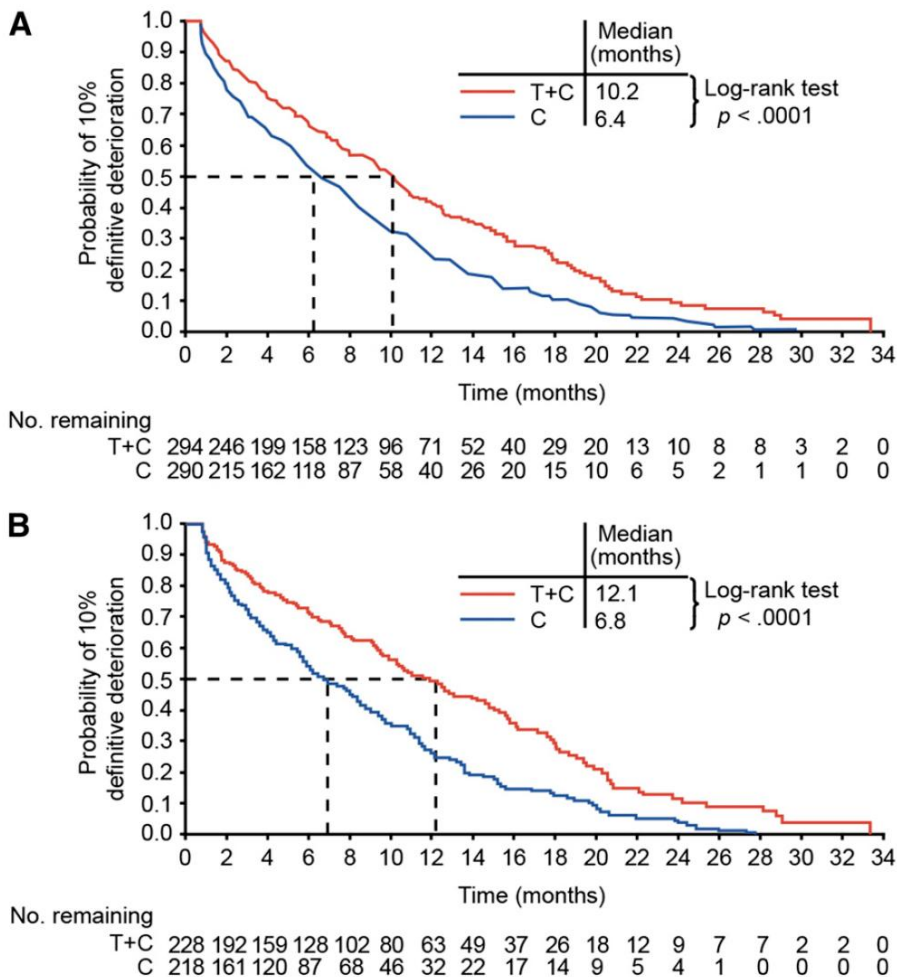 A
Probability of 10%
definitive deterioration
1.0
0.9
0.8
0.7
0.6
0.5
0.4
0.3
0.2
0.1
0.0
Median
(months)
T+C 10.2
C 6.4
Log-rank test
p < .0001
0 2 4 6 8 10 12 14 16 18 20 22 24 26 28 30 32 34
Time (months)
No. remaining
T+C 294 246 199 158 123 96 71 52 40 29 20 13 10 8 8 3 2 0
C 290 215 162 118 87 58 40 26 20 15 10 6 5 2 1 1 0 0
B
Probability of 10%
definitive deterioration
1.0
0.9
0.8
0.7
0.6
0.5
0.4
0.3
0.2
0.1
0.0
Median
(months)
T+C 12.1
C 6.8
Log-rank test
p < .0001
0 2 4 6 8 10 12 14 16 18 20 22 24 26 28 30 32 34
Time (months)
No. remaining
T+C 228 192 159 128 102 80 63 49 37 26 18 12 9 7 7 2 2 0
C 218 161 120 87 68 46 32 22 17 14 9 5 4 1 0 0 0 0